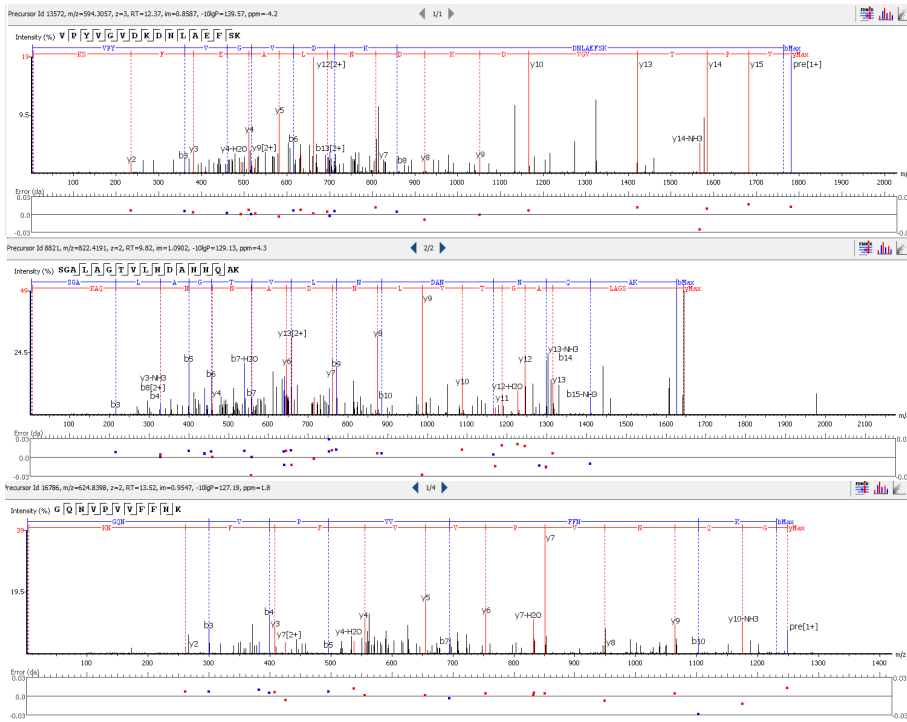 Precursor Id 13572, m/z=594.3057, z=3, RT=12.37, im=0.8587, -10lgP=139.57, ppm=-4.2
1/1
Intensity (%) V P Y V G V D K D N L A E F SK
VPY V G V D K DNLAEFSK bMax
KS F E A L N D K D VGV Y P V yMax
19
y12[2+] y10 y13 y14 y15 pre[1+]
9.5
y5
y4 b6 y14-NH3
y2 b3 y3 y4-H2O y9[2+] b13[2+] y7 b8 y8 y9
100 200 300 400 500 600 700 800 900 1000 1100 1200 1300 1400 1500 1600 1700 1800 1900 2000 m/
Error (da)
0.03
0.0
-0.03
Precursor Id 8821, m/z=822.4191, z=2, RT=9.82, im=1.0902, -10lgP=129.13, ppm=4.3
2/2
Intensity (%) SGA L A G T V L N D A N N Q AK
SGA L A G T V L N DAN N Q AK bMax
KAQ N N A D N L V T G A LAGS yMax
49
y9
24.5
y13[2+] y8 y13-NH3
b5 b7-H2O y6 b9 y12 b14
y3-NH3 b6 y7 y10 y13
b8[2+] y12-H2O
b3 b4 y4 b7 b10 y11 b15-NH3
100 200 300 400 500 600 700 800 900 1000 1100 1200 1300 1400 1500 1600 1700 1800 1900 2000 2100 m/
Error (da)
0.03
0.0
-0.03
Precursor Id 16786, m/z=624.8398, z=2, RT=13.52, im=0.9547, -10lgP=127.19, ppm=1.8
1/4
Intensity (%) G Q N V P V V F F N K
GQN V P VV FFN K bMax
KN F F V V P V N Q G yMax
39
y7
19.5
y5
b3 b4 y3 y4 y6 y7-H2O y9 y10-NH3 pre[1+]
y2 y7[2+] b5 y4-H2O b7 y8 b10
100 200 300 400 500 600 700 800 900 1000 1100 1200 1300 1400 m/z
Error (da)
0.03
0.0
-0.03